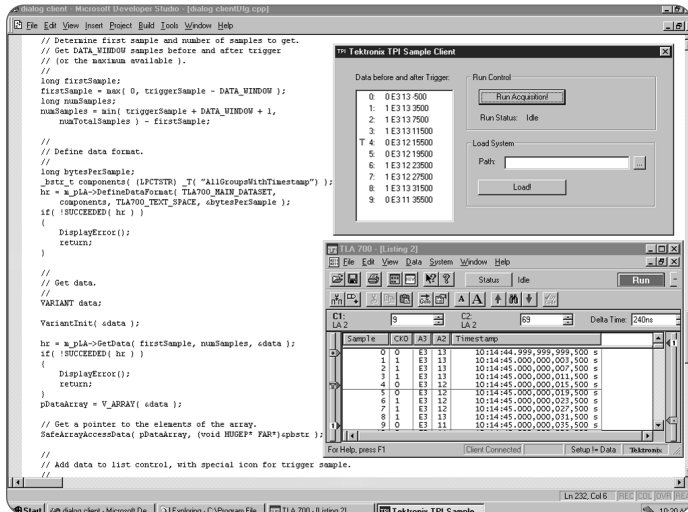 dialog client - Microsoft Developer Studio - [dialog clientDlg.cpp]
File Edit View Insert Project Build Tools Window Help
// Determine first sample and number of samples to get.
// Get DATA_WINDOW samples before and after trigger
// (or the maximum available ).
//
long firstSample;
firstSample = max( 0, triggerSample - DATA_WINDOW );
long numSamples;
numSamples = min( triggerSample + DATA_WINDOW + 1,
numTotalSamples ) - firstSample;
//
// Define data format.
//
long bytesPerSample;
_bstr_t components( (LPCTSTR) _T( "AllGroupsWithTimestamp") );
hr = m_pLA->DefineDataFormat( TLA700_MAIN_DATASET,
components, TLA700_TEXT_SPACE, &bytesPerSample );
if( !SUCCEEDED( hr ) )
{
DisplayError();
return;
}
//
// Get data.
//
VARIANT data;
VariantInit( &data );
hr = m_pLA->GetData( firstSample, numSamples, &data );
if( !SUCCEEDED( hr ) )
{
DisplayError();
return;
}
pDataArray = V_ARRAY( &data );
// Get a pointer to the elements of the array.
SafeArrayAccessData( pDataArray, (void HUGEP* FAR*)&pbstr );
//
// Add data to list control, with special icon for trigger sample.
//
TPI Tektronix TPI Sample Client
Data before and after Trigger:
0: 0 E3 13 -500
1: 1 E3 13 3500
2: 1 E3 13 7500
3: 1 E3 13 11500
T 4: 0 E3 12 15500
5: 0 E3 12 19500
6: 1 E3 12 23500
7: 1 E3 12 27500
8: 1 E3 13 31500
9: 0 E3 11 35500
Run Control
Run Acquisition!
Run Status: Idle
Load System
Path:
...
Load!
TLA 700 - [Listing 2]
File Edit View Data System Window Help
Status Idle Run
C1: 9 C2: 69 Delta Time: 240ns
LA 2 LA 2
Sample CKO A3 A2 Timestamp
0 0 E3 13 10:14:44.999,999,999,500 s
1 1 E3 13 10:14:45.000,000,003,500 s
2 1 E3 13 10:14:45.000,000,007,500 s
3 1 E3 13 10:14:45.000,000,011,500 s
4 0 E3 12 10:14:45.000,000,015,500 s
5 0 E3 12 10:14:45.000,000,019,500 s
6 1 E3 12 10:14:45.000,000,023,500 s
7 1 E3 12 10:14:45.000,000,027,500 s
8 1 E3 13 10:14:45.000,000,031,500 s
9 0 E3 11 10:14:45.000,000,035,500 s
For Help, press F1 Client Connected Setup != Data Tektronix
Ln 232, Col 6 REC COL OVR
Start dialog client - Microsoft De... Exploring - C:\Program File... TLA 700 - [Listing 2] Tektronix TPI Sample...